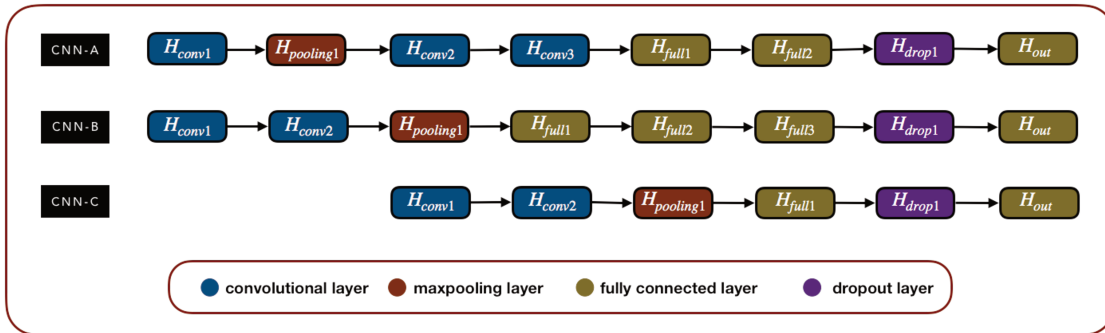 CNN-A H_conv1 H_pooling1 H_conv2 H_conv3 H_full1 H_full2 H_drop1 H_out
CNN-B H_conv1 H_conv2 H_pooling1 H_full1 H_full2 H_full3 H_drop1 H_out
CNN-C H_conv1 H_conv2 H_pooling1 H_full1 H_drop1 H_out
convolutional layer maxpooling layer fully connected layer dropout layer